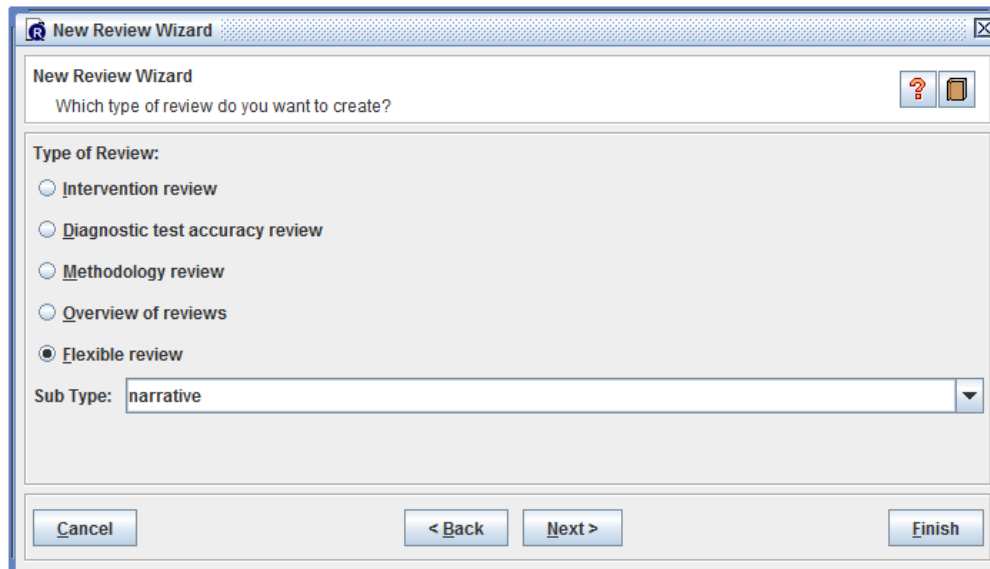 New Review Wizard
New Review Wizard
Which type of review do you want to create?
Type of Review:
Intervention review
Diagnostic test accuracy review
Methodology review
Overview of reviews
Flexible review
Sub Type: narrative
Cancel < Back Next > Finish